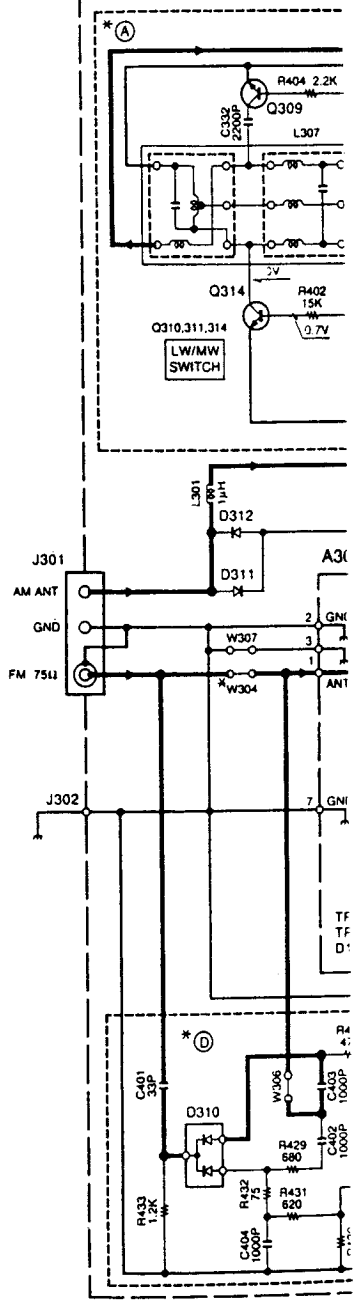 * A
R404 2.2K
Q309
C332
2200P
L307
Q314
R402
15K
0.7V
Q310,311,314
LW/MW
SWITCH
L301
1µH
D312
D311
J301
AM ANT
GND
FM 75Ω
W307
* W304
2
3
1
ANT
J302
7
* D
C401
33P
D310
W306
C403
1000P
C402
1000P
R429
680
R432
75
R431
620
R433
1.2K
C404
1000P